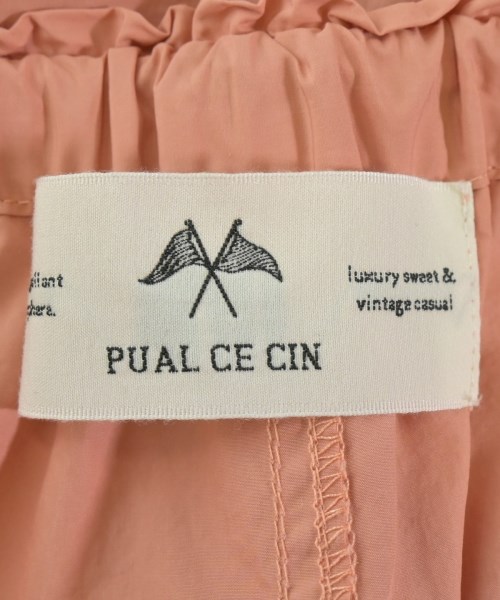 luxury sweet &
vintage casual
PUAL CE CIN